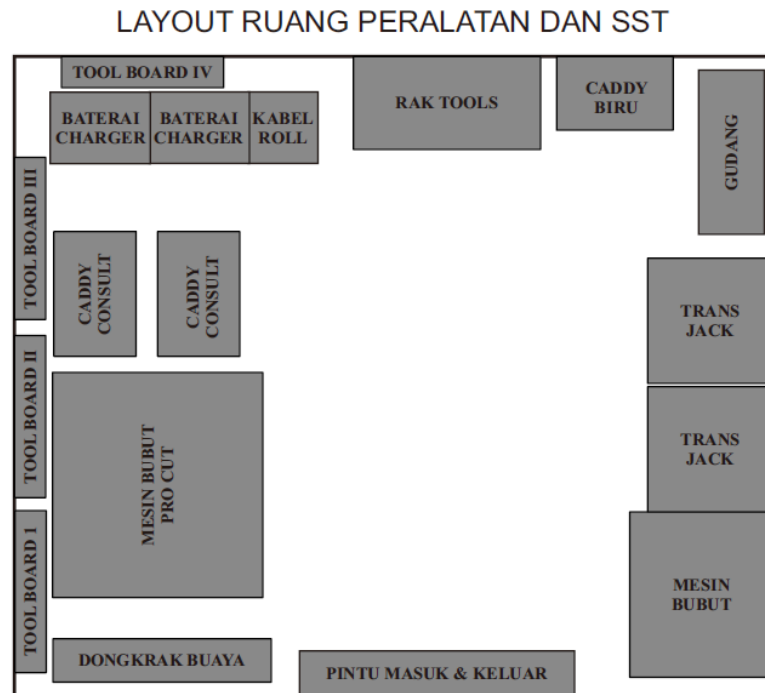 LAYOUT RUANG PERALATAN DAN SST
TOOL BOARD IV
BATERAI
CHARGER
BATERAI
CHARGER
KABEL
ROLL
RAK TOOLS
CADDY
BIRU
GUDANG
TOOL BOARD III
CADDY
CONSULT
CADDY
CONSULT
TRANS
JACK
TOOL BOARD II
MESIN BUBUT
PRO CUT
TRANS
JACK
TOOL BOARD 1
MESIN
BUBUT
DONGKRAK BUAYA
PINTU MASUK & KELUAR